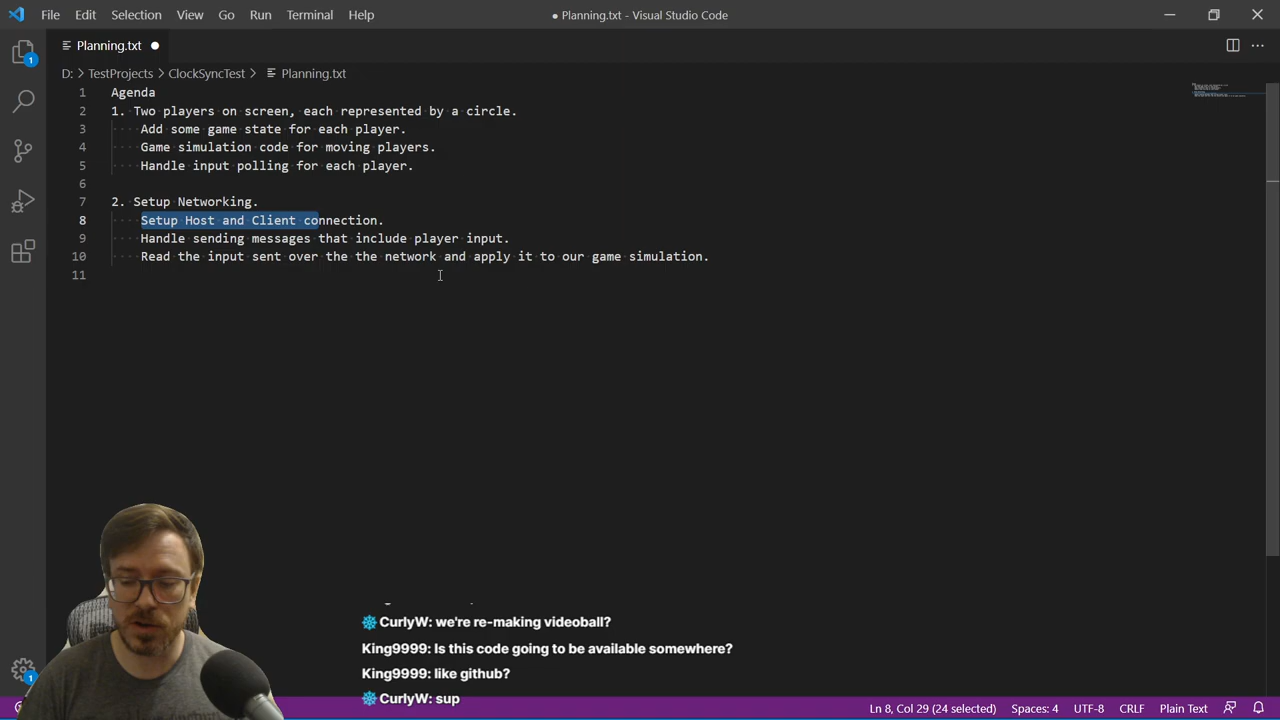 File Edit Selection View Go Run Terminal Help
● Planning.txt - Visual Studio Code
Planning.txt ●
D: > TestProjects > ClockSyncTest > Planning.txt
1 Agenda
2 1. Two players on screen, each represented by a circle.
3 Add some game state for each player.
4 Game simulation code for moving players.
5 Handle input polling for each player.
6
7 2. Setup Networking.
8 Setup Host and Client connection.
9 Handle sending messages that include player input.
10 Read the input sent over the the network and apply it to our game simulation.
11
1
CurlyW: we're re-making videoball?
King9999: Is this code going to be available somewhere?
King9999: like github?
CurlyW: sup
1
Ln 8, Col 29 (24 selected) Spaces: 4 UTF-8 CRLF Plain Text